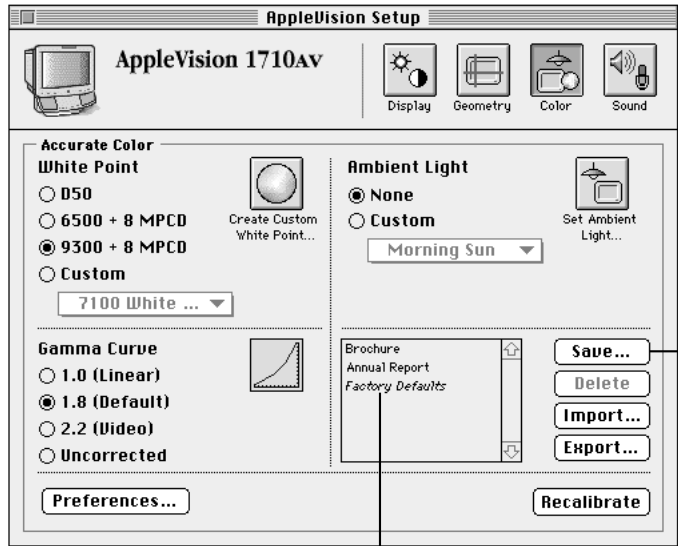 AppleVision Setup
AppleVision 1710AV
Display
Geometry
Color
Sound
Accurate Color
White Point
D50
6500 + 8 MPCD
9300 + 8 MPCD
Custom
7100 White ...
Create Custom
White Point...
Ambient Light
None
Custom
Morning Sun
Set Ambient
Light...
Gamma Curve
1.0 (Linear)
1.8 (Default)
2.2 (Video)
Uncorrected
Brochure
Annual Report
Factory Defaults
Save...
Delete
Import...
Export...
Preferences...
Recalibrate